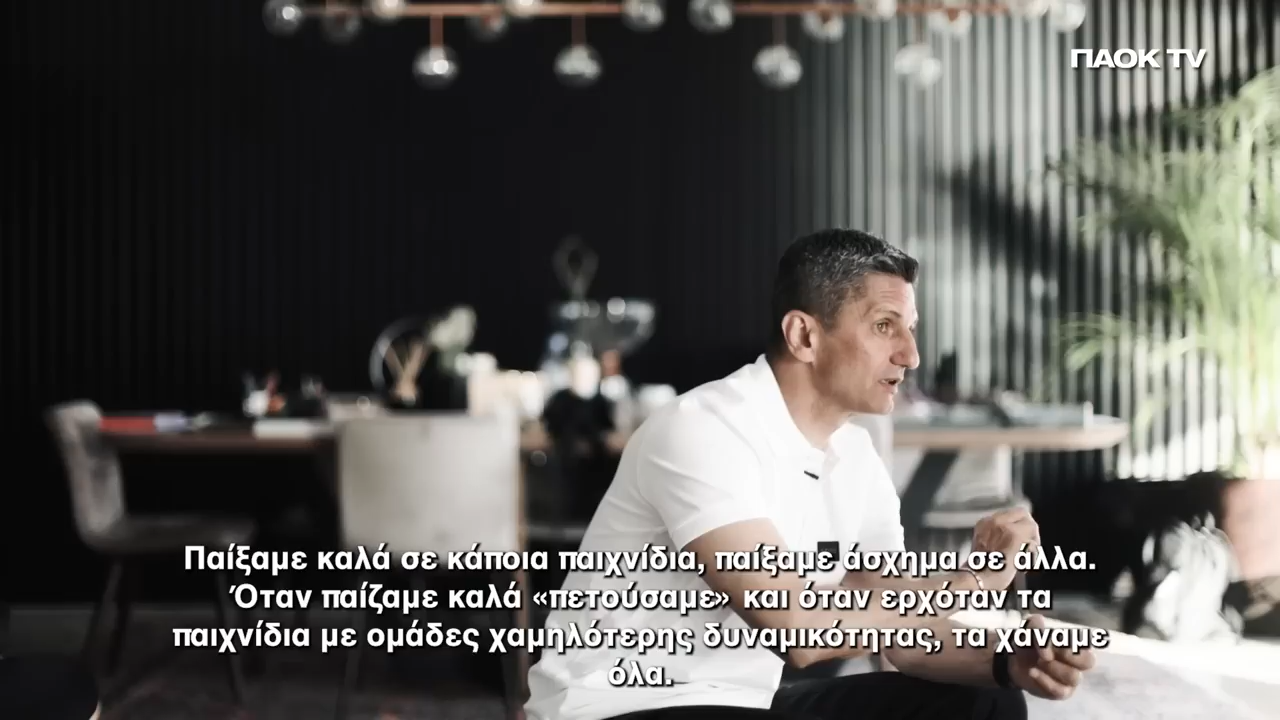 ΠΑΟΚ TV
Παίξαμε καλά σε κάποια παιχνίδια, παίξαμε άσχημα σε άλλα.
Όταν παίζαμε καλά «πετούσαμε» και όταν ερχόταν τα
παιχνίδια με ομάδες χαμηλότερης δυναμικότητας, τα χάναμε
όλα.